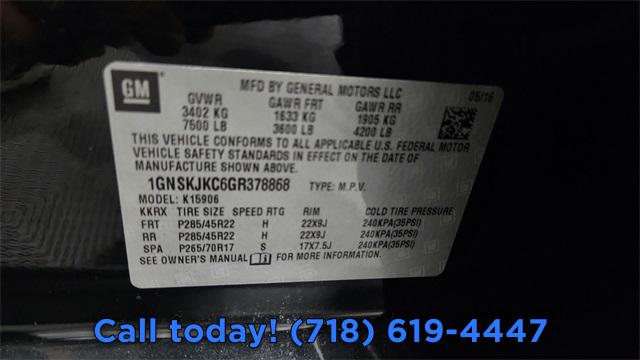 GM
MFD BY GENERAL MOTORS LLC 05/16
GVWR GAWR FRT GAWR RR
3402 KG 1633 KG 1905 KG
7500 LB 3600 LB 4200 LB
THIS VEHICLE CONFORMS TO ALL APPLICABLE U.S. FEDERAL MOTOR
VEHICLE SAFETY STANDARDS IN EFFECT ON THE DATE OF
MANUFACTURE SHOWN ABOVE.
1GNSKJKC6GR378868 TYPE: M.P.V.
MODEL: K15906
KKRX TIRE SIZE SPEED RTG RIM COLD TIRE PRESSURE
FRT P285/45R22 H 22X9J 240KPA(35PSI)
RR P285/45R22 H 22X9J 240KPA(35PSI)
SPA P265/70R17 S 17X7.5J 240KPA(35PSI)
SEE OWNER'S MANUAL FOR MORE INFORMATION.
Call today! (718) 619-4447